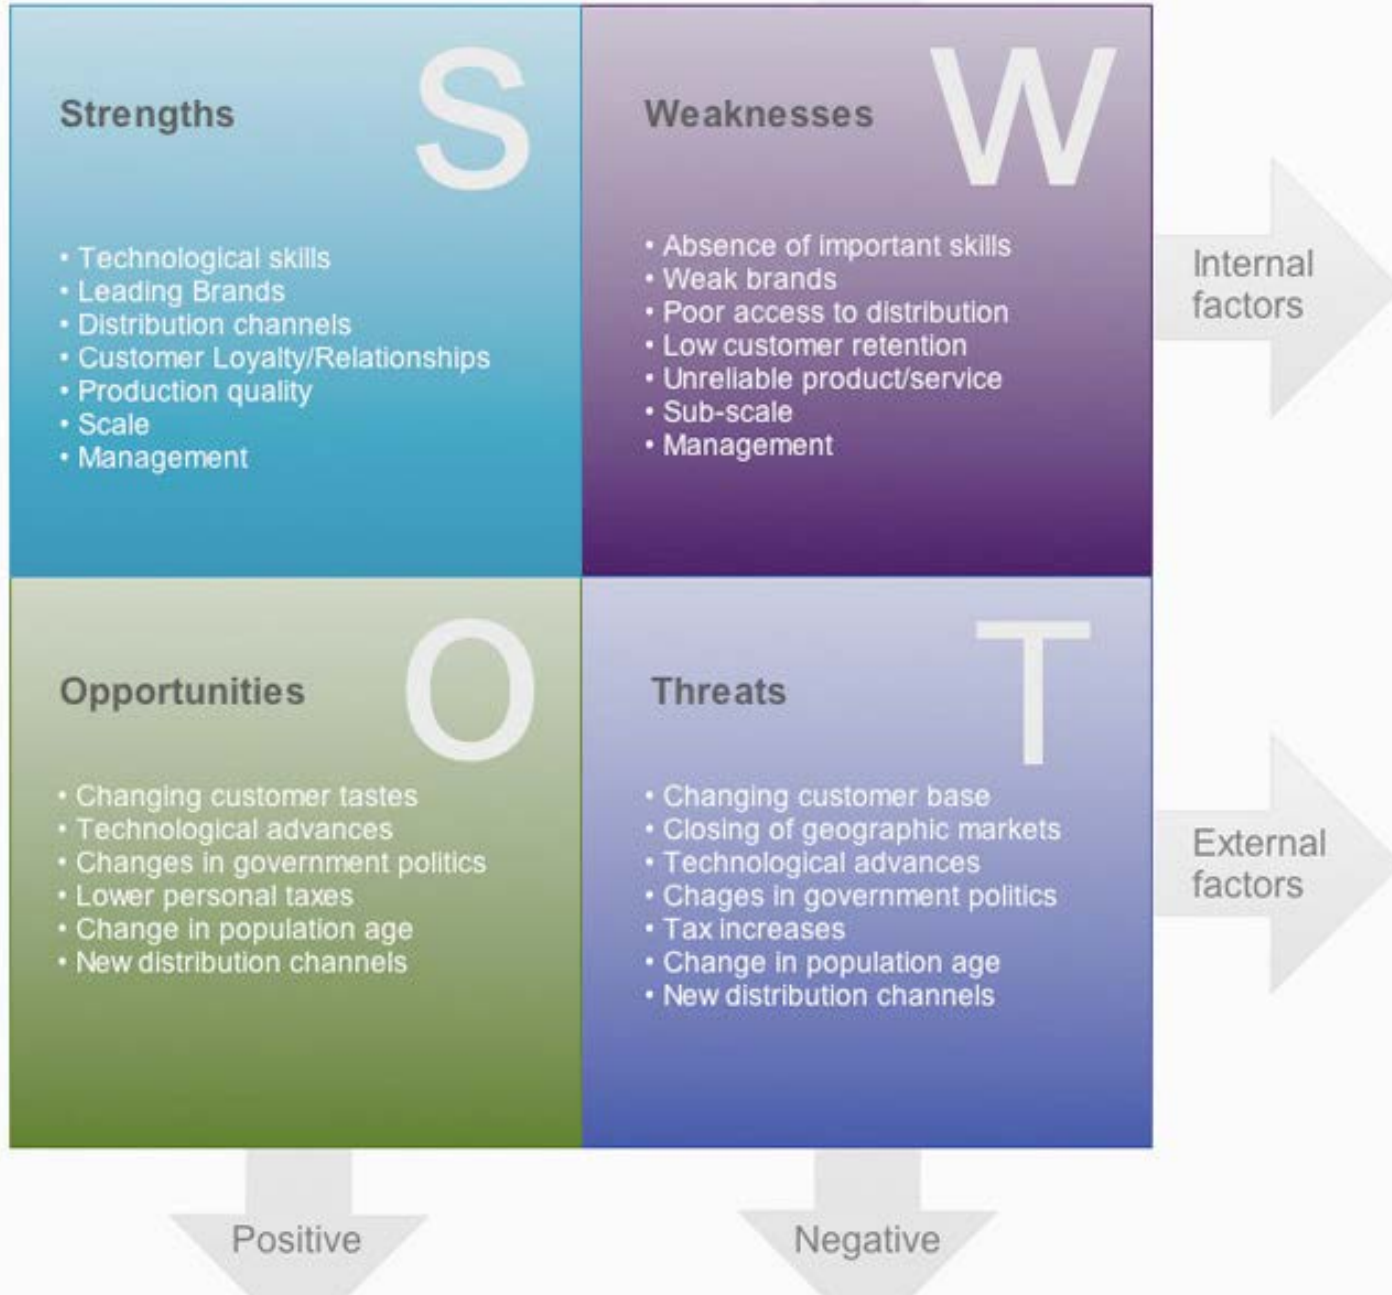 S
Strengths
• Technological skills
• Leading Brands
• Distribution channels
• Customer Loyalty/Relationships
• Production quality
• Scale
• Management
W
Weaknesses
• Absence of important skills
• Weak brands
• Poor access to distribution
• Low customer retention
• Unreliable product/service
• Sub-scale
• Management
Internal
factors
O
Opportunities
• Changing customer tastes
• Technological advances
• Changes in government politics
• Lower personal taxes
• Change in population age
• New distribution channels
T
Threats
• Changing customer base
• Closing of geographic markets
• Technological advances
• Chages in government politics
• Tax increases
• Change in population age
• New distribution channels
External
factors
Positive
Negative